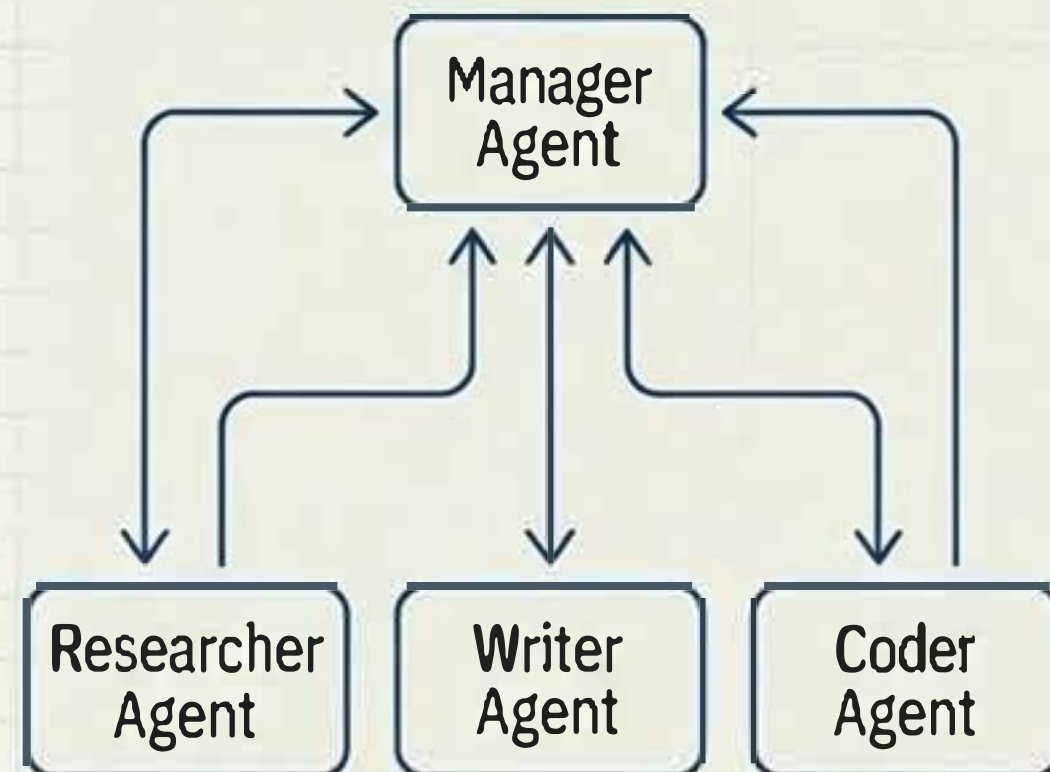 Manager
Agent
Researcher
Agent
Writer
Agent
Coder
Agent